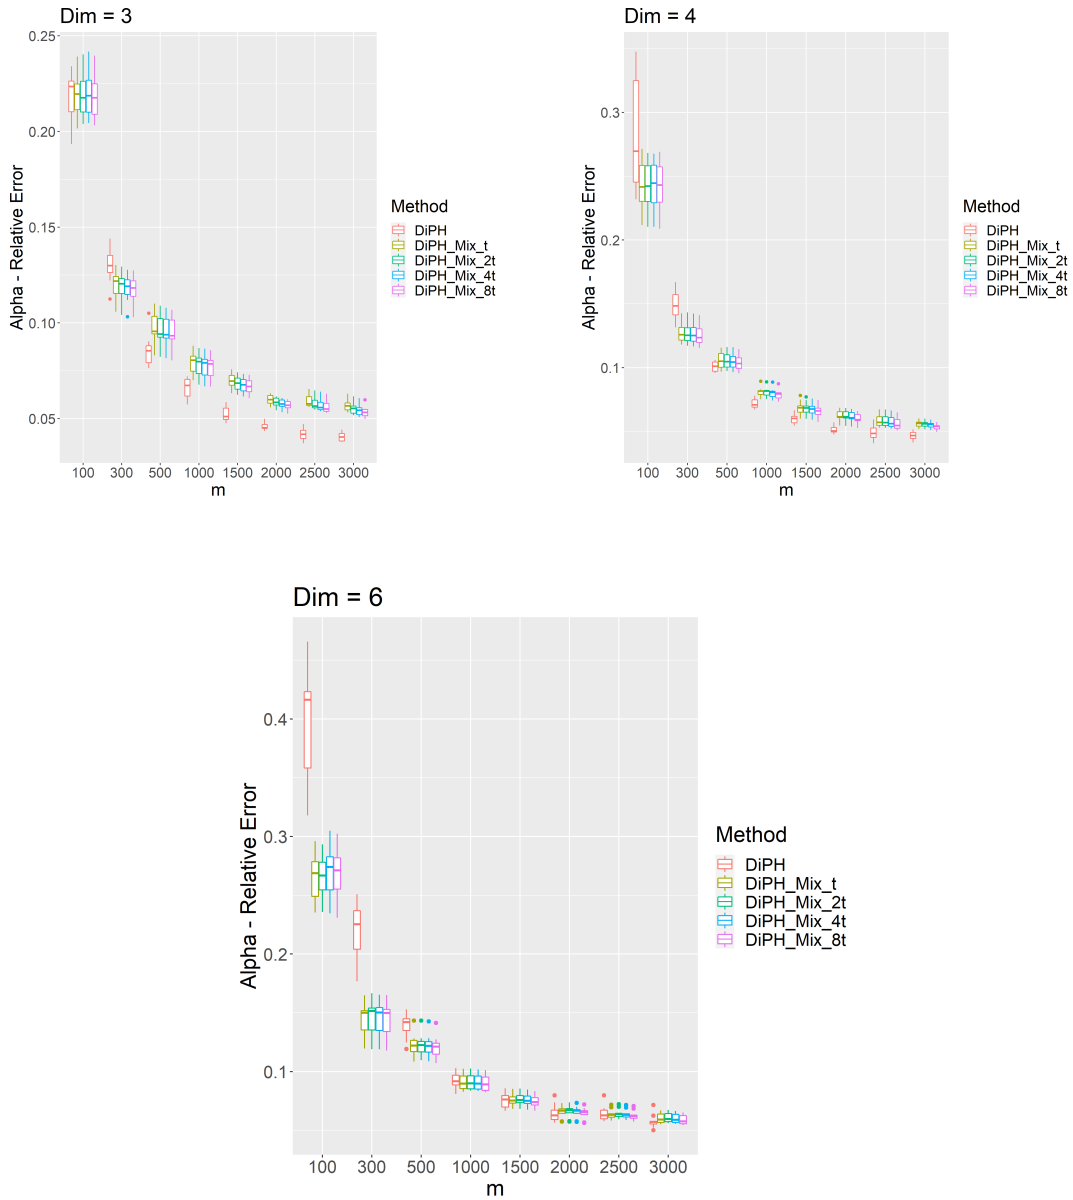 Dim = 3
Alpha - Relative Error
0.25
0.20
0.15
0.10
0.05
100 300 500 1000 1500 2000 2500 3000
m
Method
DiPH
DiPH_Mix_t
DiPH_Mix_2t
DiPH_Mix_4t
DiPH_Mix_8t
Dim = 4
Alpha - Relative Error
0.3
0.2
0.1
100 300 500 1000 1500 2000 2500 3000
m
Method
DiPH
DiPH_Mix_t
DiPH_Mix_2t
DiPH_Mix_4t
DiPH_Mix_8t
Dim = 6
Alpha - Relative Error
0.4
0.3
0.2
0.1
100 300 500 1000 1500 2000 2500 3000
m
Method
DiPH
DiPH_Mix_t
DiPH_Mix_2t
DiPH_Mix_4t
DiPH_Mix_8t